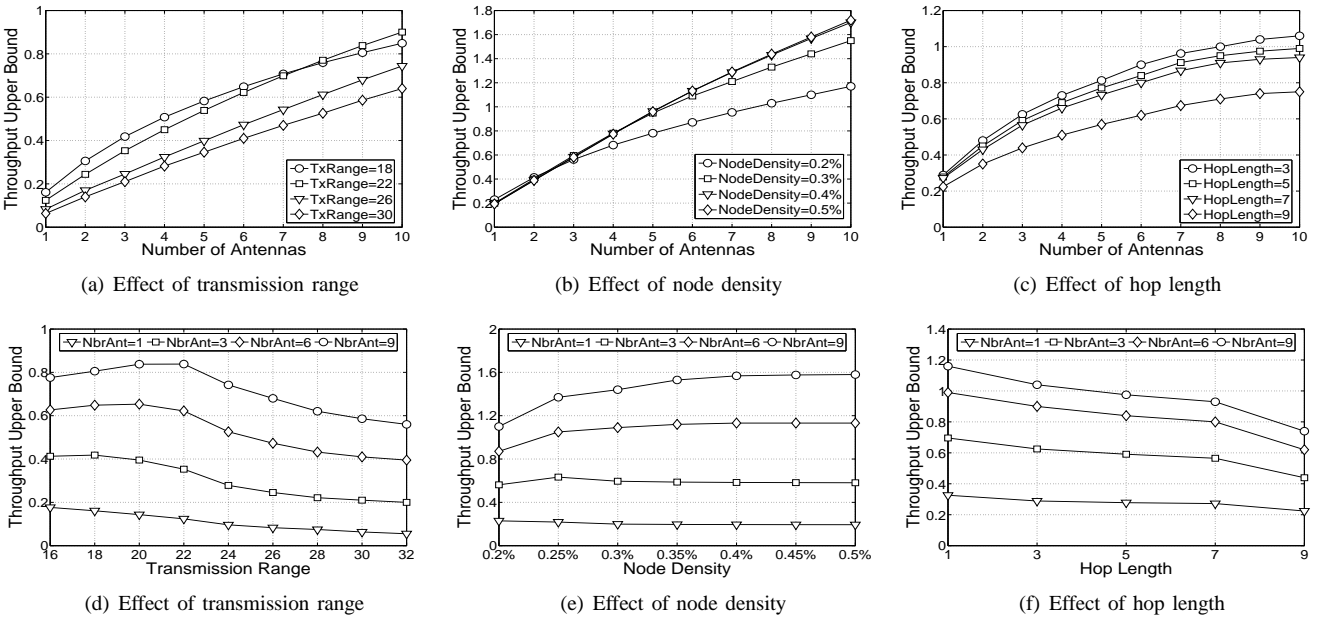 Throughput Upper Bound
1
0.8
0.6
0.4
0.2
0
1 2 3 4 5 6 7 8 9 10
TxRange=18
TxRange=22
TxRange=26
TxRange=30
Number of Antennas
(a) Effect of transmission range
Throughput Upper Bound
1.8
1.6
1.4
1.2
1
0.8
0.6
0.4
0.2
0
1 2 3 4 5 6 7 8 9 10
NodeDensity=0.2%
NodeDensity=0.3%
NodeDensity=0.4%
NodeDensity=0.5%
Number of Antennas
(b) Effect of node density
Throughput Upper Bound
1.2
1
0.8
0.6
0.4
0.2
0
1 2 3 4 5 6 7 8 9 10
HopLength=3
HopLength=5
HopLength=7
HopLength=9
Number of Antennas
(c) Effect of hop length
Throughput Upper Bound
1
0.8
0.6
0.4
0.2
0
NbrAnt=1 NbrAnt=3 NbrAnt=6 NbrAnt=9
16 18 20 22 24 26 28 30 32
Transmission Range
(d) Effect of transmission range
Throughput Upper Bound
2
1.6
1.2
0.8
0.4
0
NbrAnt=1 NbrAnt=3 NbrAnt=6 NbrAnt=9
0.2% 0.25% 0.3% 0.35% 0.4% 0.45% 0.5%
Node Density
(e) Effect of node density
Throughput Upper Bound
1.4
1.2
1
0.8
0.6
0.4
0.2
0
NbrAnt=1 NbrAnt=3 NbrAnt=6 NbrAnt=9
1 3 5 7 9
Hop Length
(f) Effect of hop length